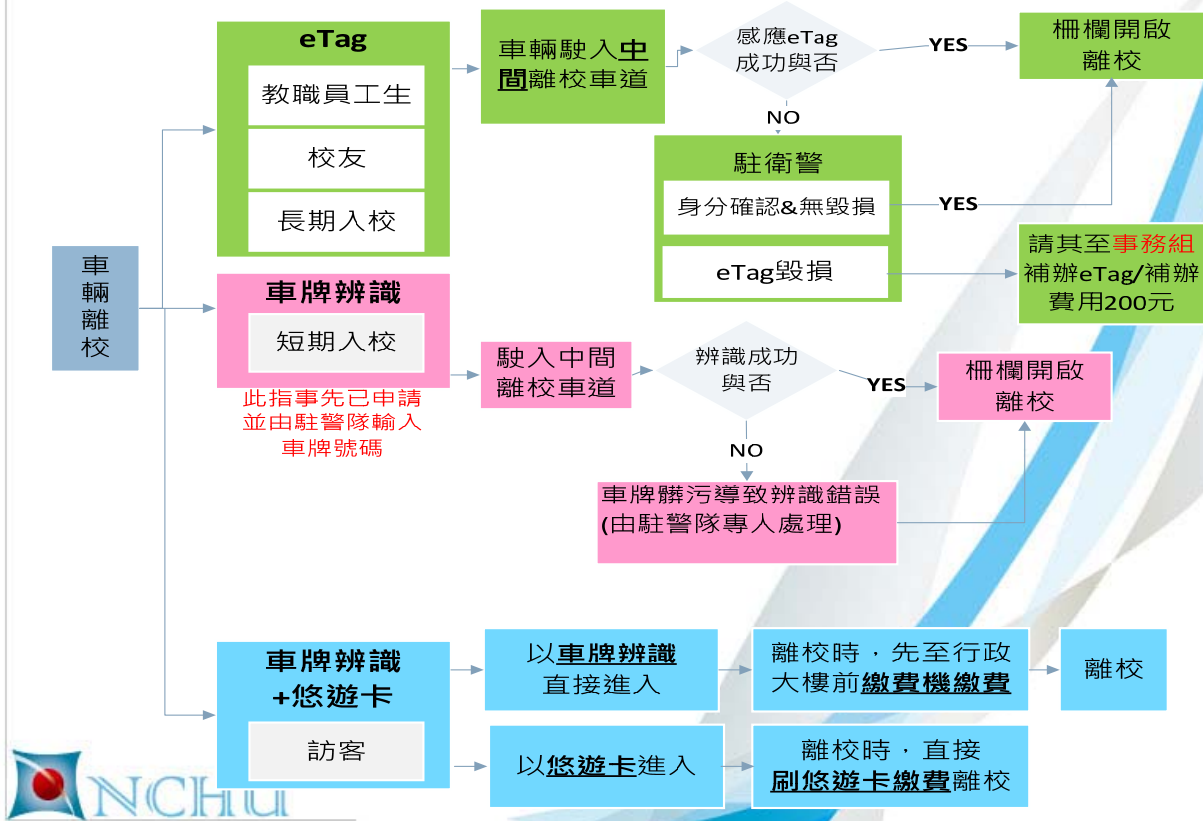 車
輛
離
校
eTag
教職員工生
校友
長期入校
車輛駛入中
間離校車道
感應eTag
成功與否
YES
柵欄開啟
離校
NO
駐衛警
身分確認&無毀損
YES
eTag毀損
請其至事務組
補辦eTag/補辦
費用200元
車牌辨識
短期入校
此指事先已申請
並由駐警隊輸入
車牌號碼
駛入中間
離校車道
辨識成功
與否
YES
柵欄開啟
離校
NO
車牌髒污導致辨識錯誤
(由駐警隊專人處理)
車牌辨識
+悠遊卡
訪客
以車牌辨識
直接進入
離校時，先至行政
大樓前繳費機繳費
離校
以悠遊卡進入
離校時，直接
刷悠遊卡繳費離校
NCHU